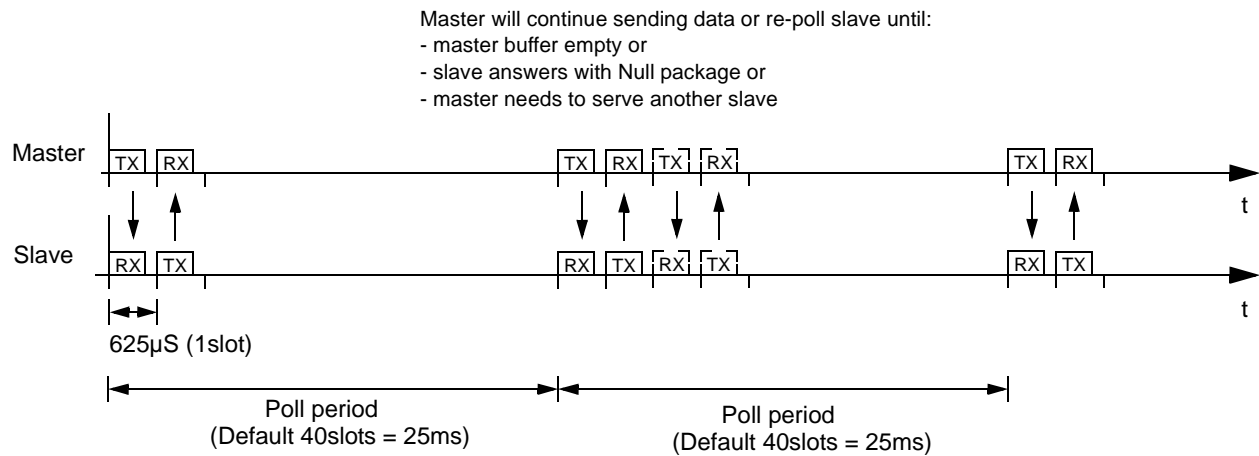 Master will continue sending data or re-poll slave until:
- master buffer empty or
- slave answers with Null package or
- master needs to serve another slave
Master TX RX TX RX TX RX TX RX
t
Slave RX TX RX TX RX TX RX TX
t
625µS (1slot)
Poll period
(Default 40slots = 25ms)
Poll period
(Default 40slots = 25ms)